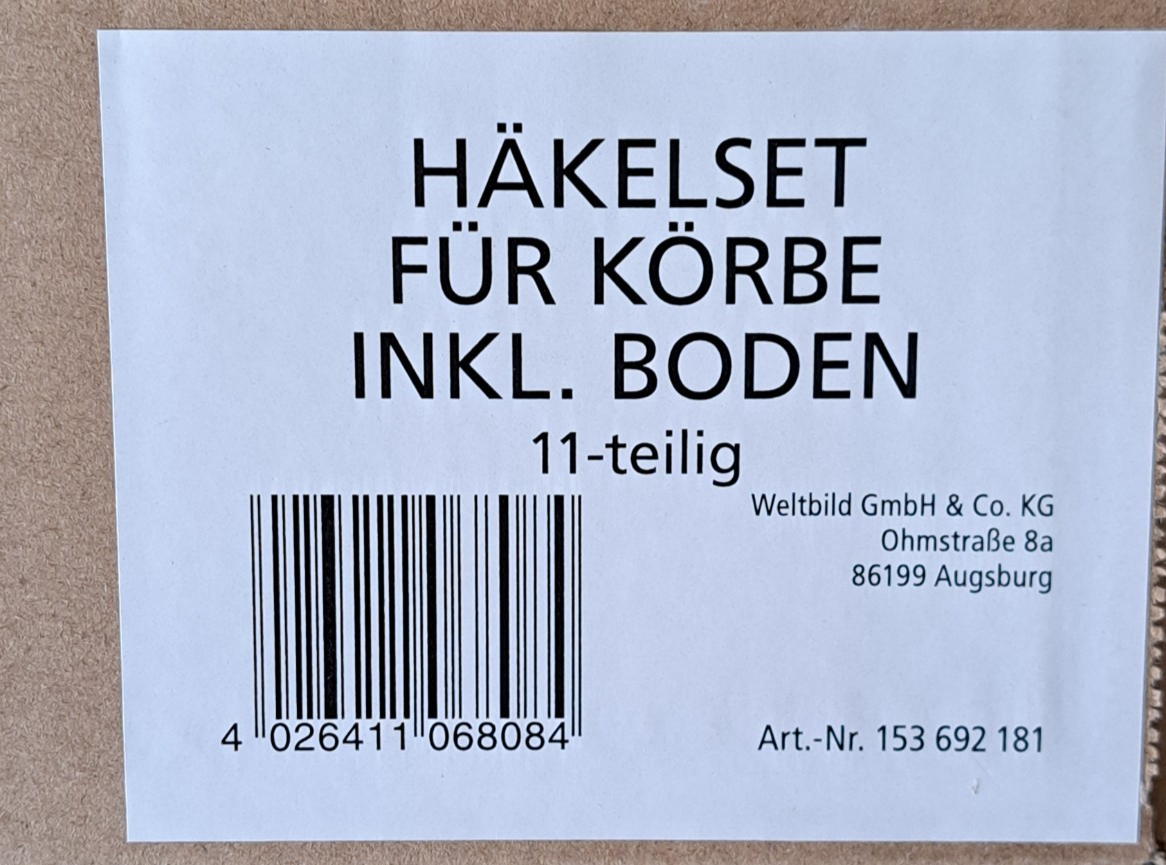 HÄKELSET
FÜR KÖRBE
INKL. BODEN
11-teilig
Weltbild GmbH & Co. KG
Ohmstraße 8a
86199 Augsburg
4 026411 068084
Art.-Nr. 153 692 181